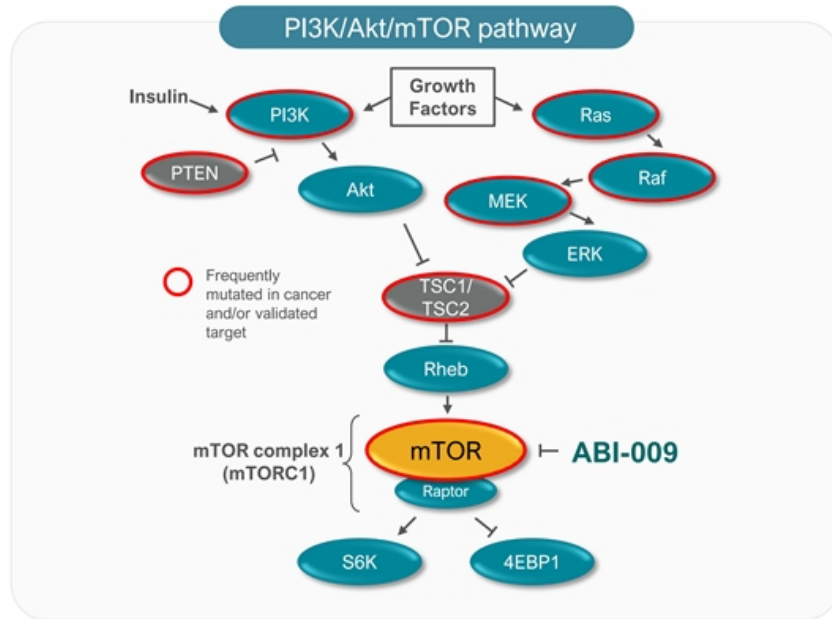 PI3K/Akt/mTOR pathway
Growth
Factors
Insulin
PI3K
Ras
PTEN
Akt
MEK
Raf
ERK
Frequently
mutated in cancer
and/or validated
target
TSC1/
TSC2
Rheb
mTOR complex 1
(mTORC1)
mTOR
ABI-009
Raptor
S6K
4EBP1